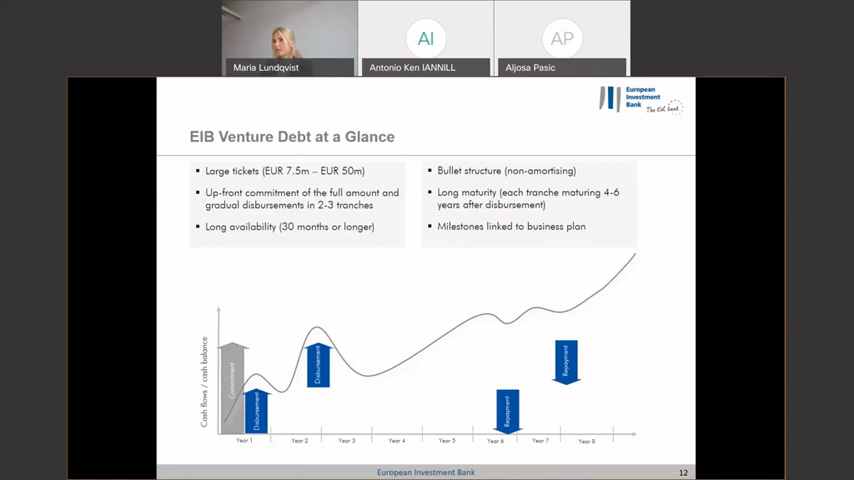 AI
AP
Maria Lundqvist
Antonio Ken IANNILL
Aljosa Pasic
European
Investment
Bank
The EU bank
EIB Venture Debt at a Glance
▪ Large tickets (EUR 7.5m – EUR 50m)
▪ Up-front commitment of the full amount and
gradual disbursements in 2-3 tranches
▪ Long availability (30 months or longer)
▪ Bullet structure (non-amortising)
▪ Long maturity (each tranche maturing 4-6
years after disbursement)
▪ Milestones linked to business plan
Cash flows / cash balance
Commitment
Disbursement
Disbursement
Repayment
Repayment
Year 1
Year 2
Year 3
Year 4
Year 5
Year 6
Year 7
Year 8
European Investment Bank
12